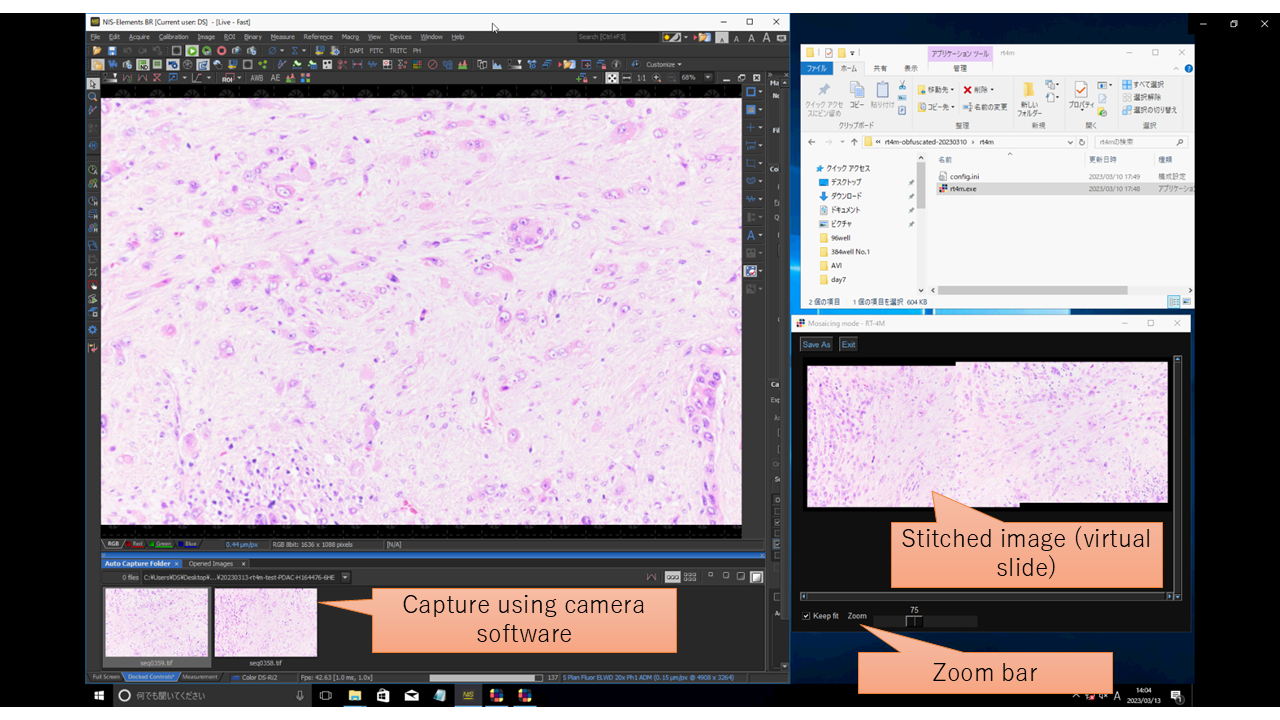 NIS-Elements BR [Current user: DS] - [Live - Fast]
File Edit Acquire Calibration Image ROI Binary Measure Reference Macro View Devices Window Help
Search [Ctrl+F3]
DAPI FITC TRITC PH
Customize
ROI AWB AE
1:1 68%
RGB Red Green Blue 0.44 µm/px RGB 8bit: 1636 x 1088 pixels [N/A]
Auto Capture Folder × Opened Images ×
0 files C:¥Users¥DS¥Desktop¥...¥20230313-rt4m-test-PDAC-H164476-6HE
seq0359.tif seq0358.tif
Full Screen Docked Controls Measurement Color DS-Ri2 Fps: 42.63 [1.0 ms, 1.0x] 137 S Plan Fluor ELWD 20x Ph1 ADM (0.15 µm/px @ 4908 x 3264)
Capture using camera
software
アプリケーション ツール rt4m
ファイル ホーム 共有 表示 管理
クイック アクセ
スにピン留め
コピー 貼り付け
移動先 削除
コピー先 名前の変更
新しい
フォルダー
プロパティ
すべて選択
選択解除
選択の切り替え
クリップボード 整理 新規 開く 選択
« rt4m-obfuscated-20230310 › rt4m rt4mの検索
名前 更新日時 種類
クイック アクセス
デスクトップ
ダウンロード
ドキュメント
ピクチャ
96well
384well No.1
AVI
day7
config.ini 2023/03/10 17:49 構成設定
rt4m.exe 2023/03/10 17:48 アプリケーショ
2 個の項目 1 個の項目を選択 604 KB
Mosaicing mode - RT-4M
Save As Exit
Stitched image (virtual
slide)
75
Keep fit Zoom
Zoom bar
何でも聞いてください
NIS
A 14:04
2023/03/13